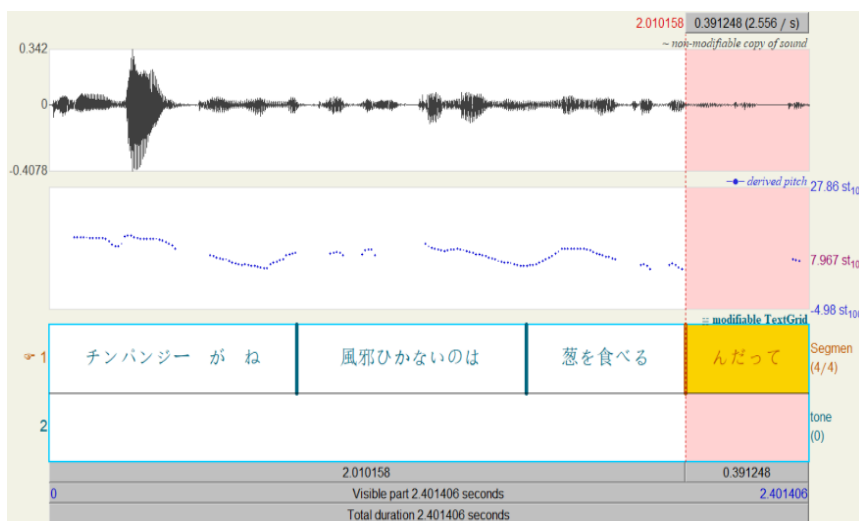 2.010158 0.391248 (2.556 / s)
~ non-modifiable copy of sound
0.342
0
-0.4078
derived pitch
27.86 st
7.967 st
-4.98 st
modifiable TextGrid
1 チンパンジー が ね 風邪ひかないのは 葱を食べる んだって Segmen
(4/4)
2 tone
(0)
2.010158 0.391248
0 Visible part 2.401406 seconds 2.401406
Total duration 2.401406 seconds